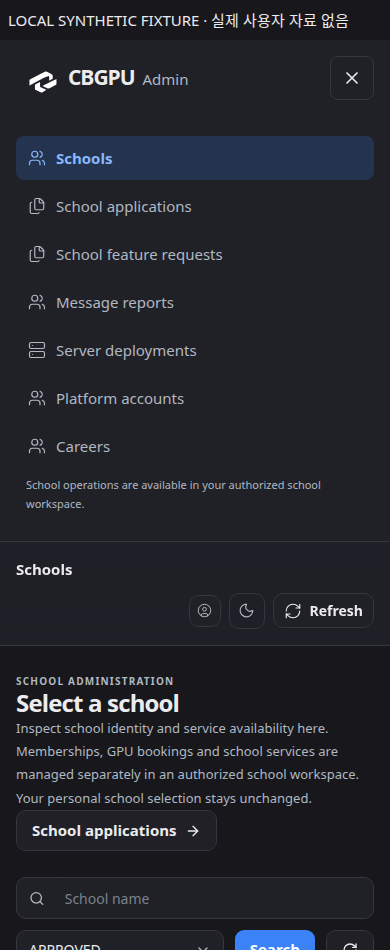 LOCAL SYNTHETIC FIXTURE · 실제 사용자 자료 없음
CBGPU Admin
Schools
School applications
School feature requests
Message reports
Server deployments
Platform accounts
Careers
School operations are available in your authorized school
workspace.
Schools
Refresh
SCHOOL ADMINISTRATION
Select a school
Inspect school identity and service availability here.
Memberships, GPU bookings and school services are
managed separately in an authorized school workspace.
Your personal school selection stays unchanged.
School applications
School name
APPROVED
Search